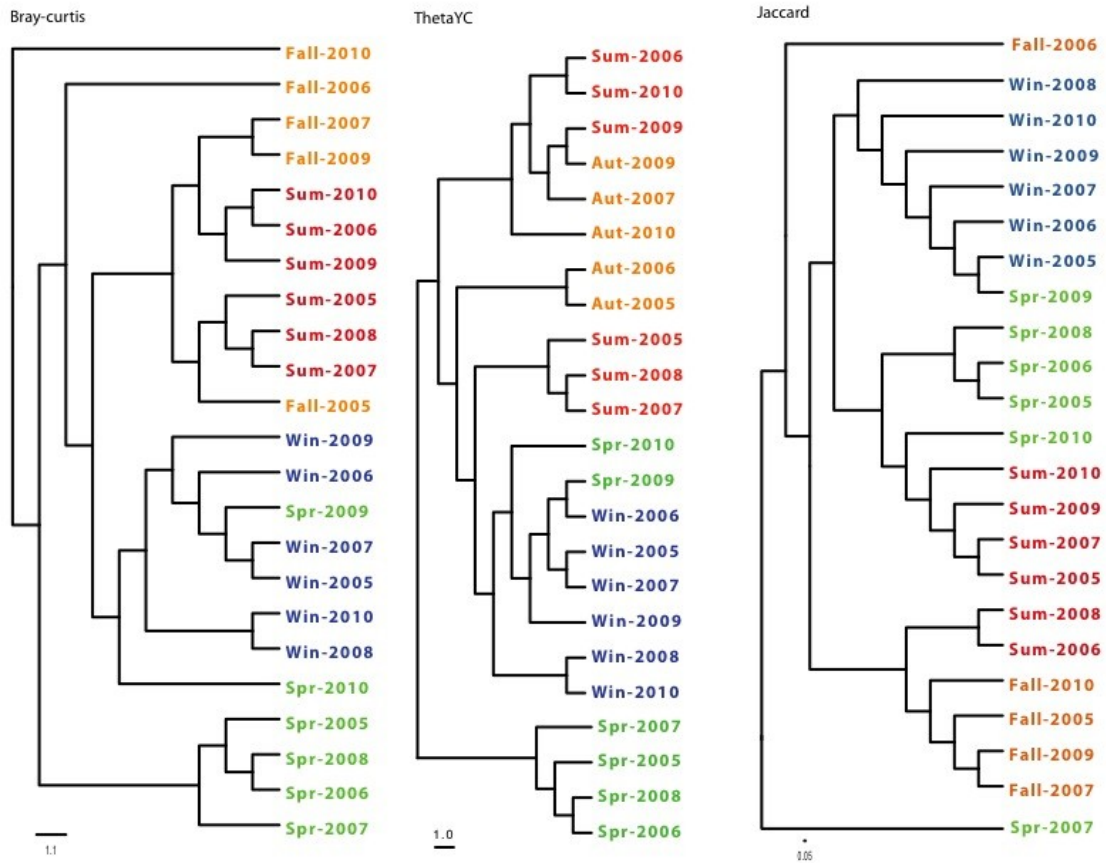 Bray-curtis
Fall-2010
Fall-2006
Fall-2007
Fall-2009
Sum-2010
Sum-2006
Sum-2009
Sum-2005
Sum-2008
Sum-2007
Fall-2005
Win-2009
Win-2006
Spr-2009
Win-2007
Win-2005
Win-2010
Win-2008
Spr-2010
Spr-2005
Spr-2008
Spr-2006
Spr-2007
1.1
ThetaYC
Sum-2006
Sum-2010
Sum-2009
Aut-2009
Aut-2007
Aut-2010
Aut-2006
Aut-2005
Sum-2005
Sum-2008
Sum-2007
Spr-2010
Spr-2009
Win-2006
Win-2005
Win-2007
Win-2009
Win-2008
Win-2010
Spr-2007
Spr-2005
Spr-2008
Spr-2006
1.0
Jaccard
Fall-2006
Win-2008
Win-2010
Win-2009
Win-2007
Win-2006
Win-2005
Spr-2009
Spr-2008
Spr-2006
Spr-2005
Spr-2010
Sum-2010
Sum-2009
Sum-2007
Sum-2005
Sum-2008
Sum-2006
Fall-2010
Fall-2005
Fall-2009
Fall-2007
Spr-2007
0.05